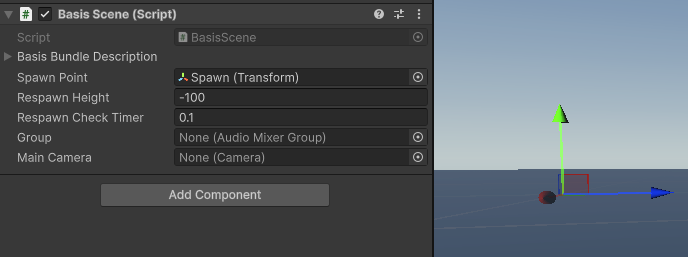 Basis Scene (Script)
Script BasisScene
Basis Bundle Description
Spawn Point Spawn (Transform)
Respawn Height -100
Respawn Check Timer 0.1
Group None (Audio Mixer Group)
Main Camera None (Camera)
Add Component